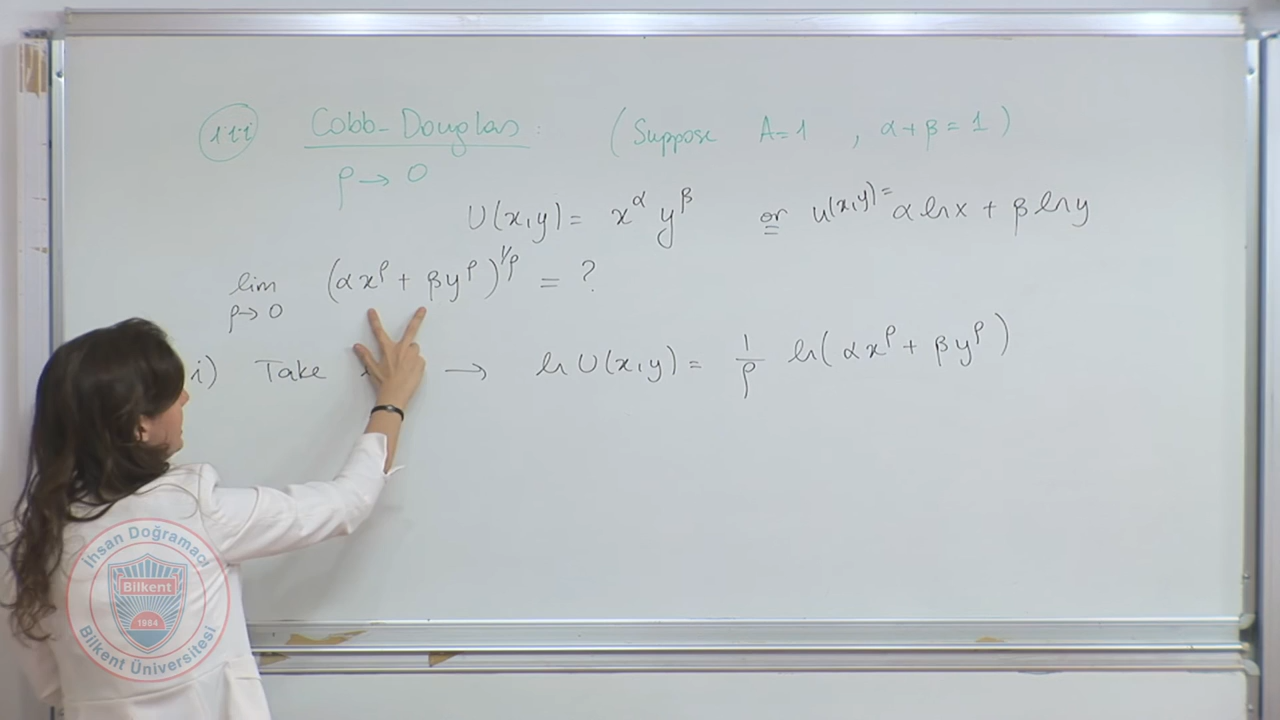 iii Cobb-Douglas: (Suppose A=1, α+β=1)
ρ→0
U(x,y) = x^α y^β or u(x,y)= α ln x + β ln y
lim ρ→0 (αx^ρ + βy^ρ)^1/ρ = ?
i) Take → ln U(x,y) = 1/ρ ln(αx^ρ + βy^ρ)
İhsan Doğramacı
Bilkent
1984
Bilkent Üniversitesi